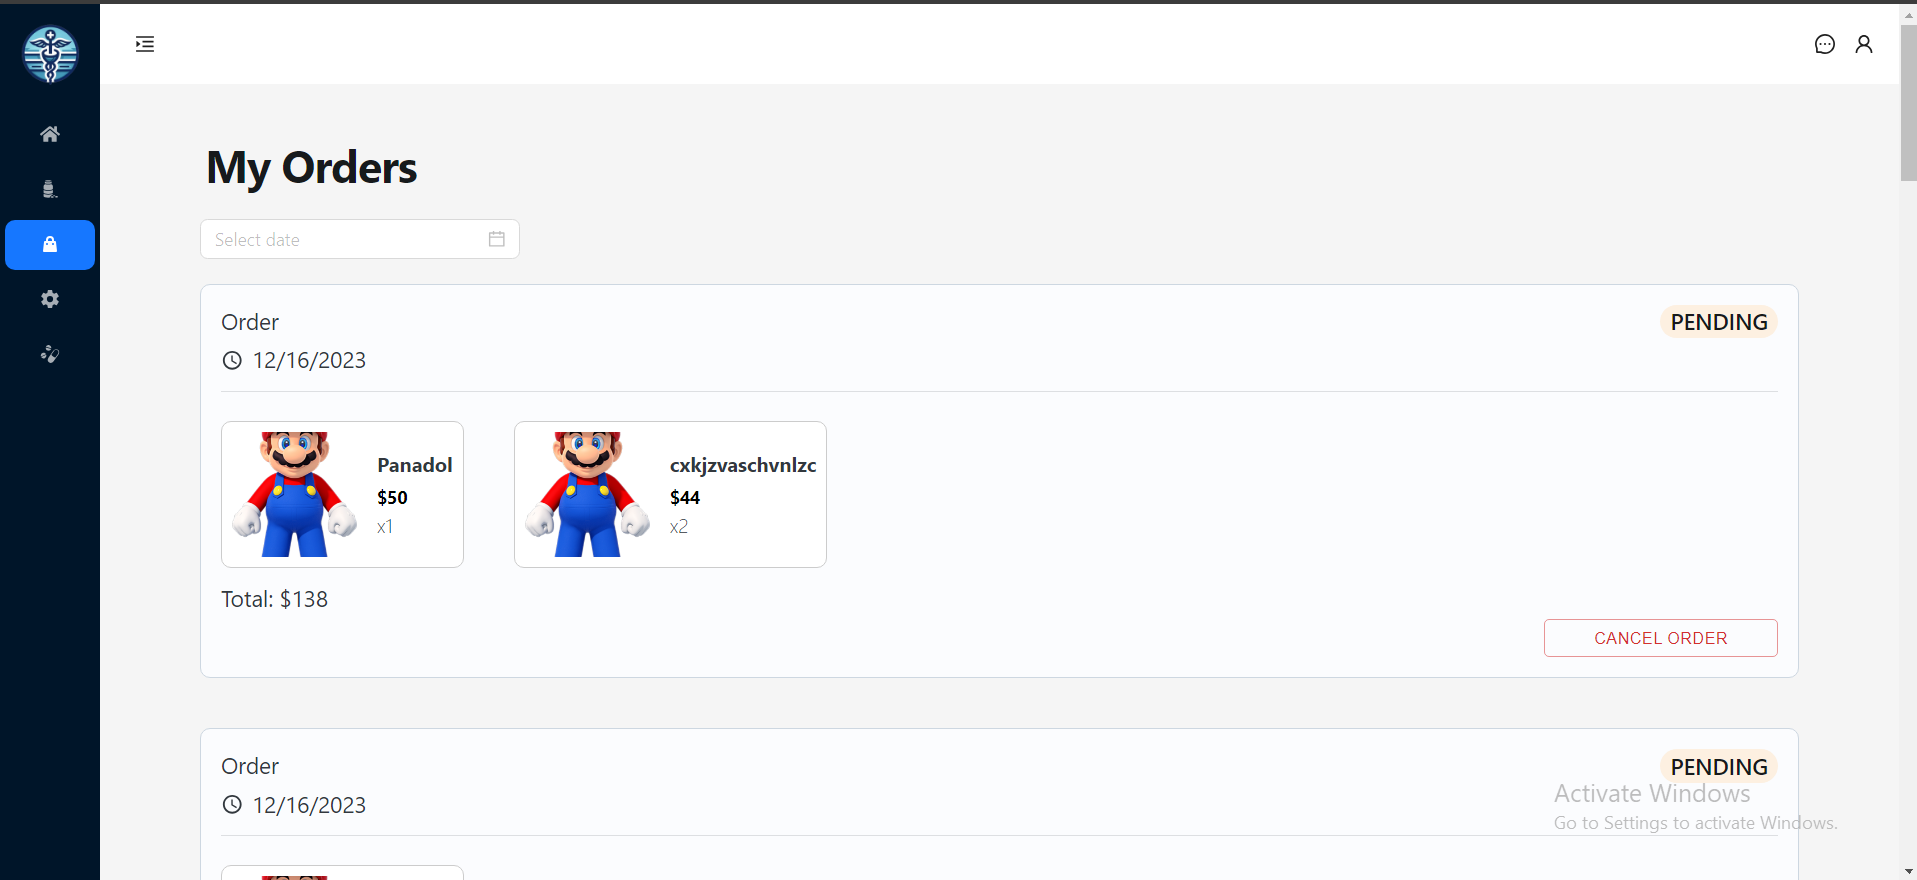 My Orders
Select date
Order
PENDING
12/16/2023
Panadol
$50
x1
cxkjzvaschvnlzc
$44
x2
Total: $138
CANCEL ORDER
Order
PENDING
12/16/2023
Activate Windows
Go to Settings to activate Windows.